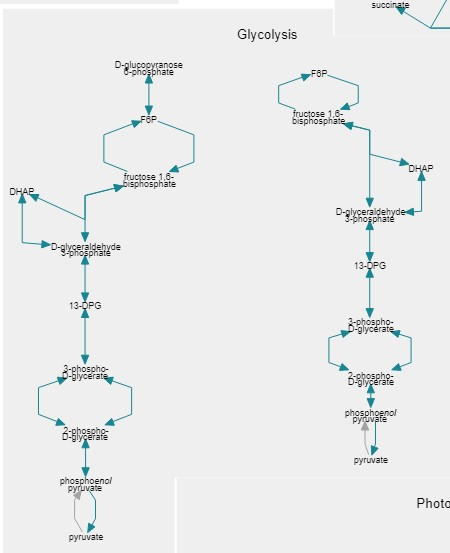 succinate
Glycolysis
D-glucopyranose
6-phosphate
F6P
fructose 1,6-
bisphosphate
DHAP
D-glyceraldehyde
3-phosphate
13-DPG
3-phospho-
D-glycerate
2-phospho-
D-glycerate
phosphoenol
pyruvate
pyruvate
F6P
fructose 1,6-
bisphosphate
DHAP
D-glyceraldehyde
3-phosphate
13-DPG
3-phospho-
D-glycerate
2-phospho-
D-glycerate
phosphoenol
pyruvate
pyruvate
Photo